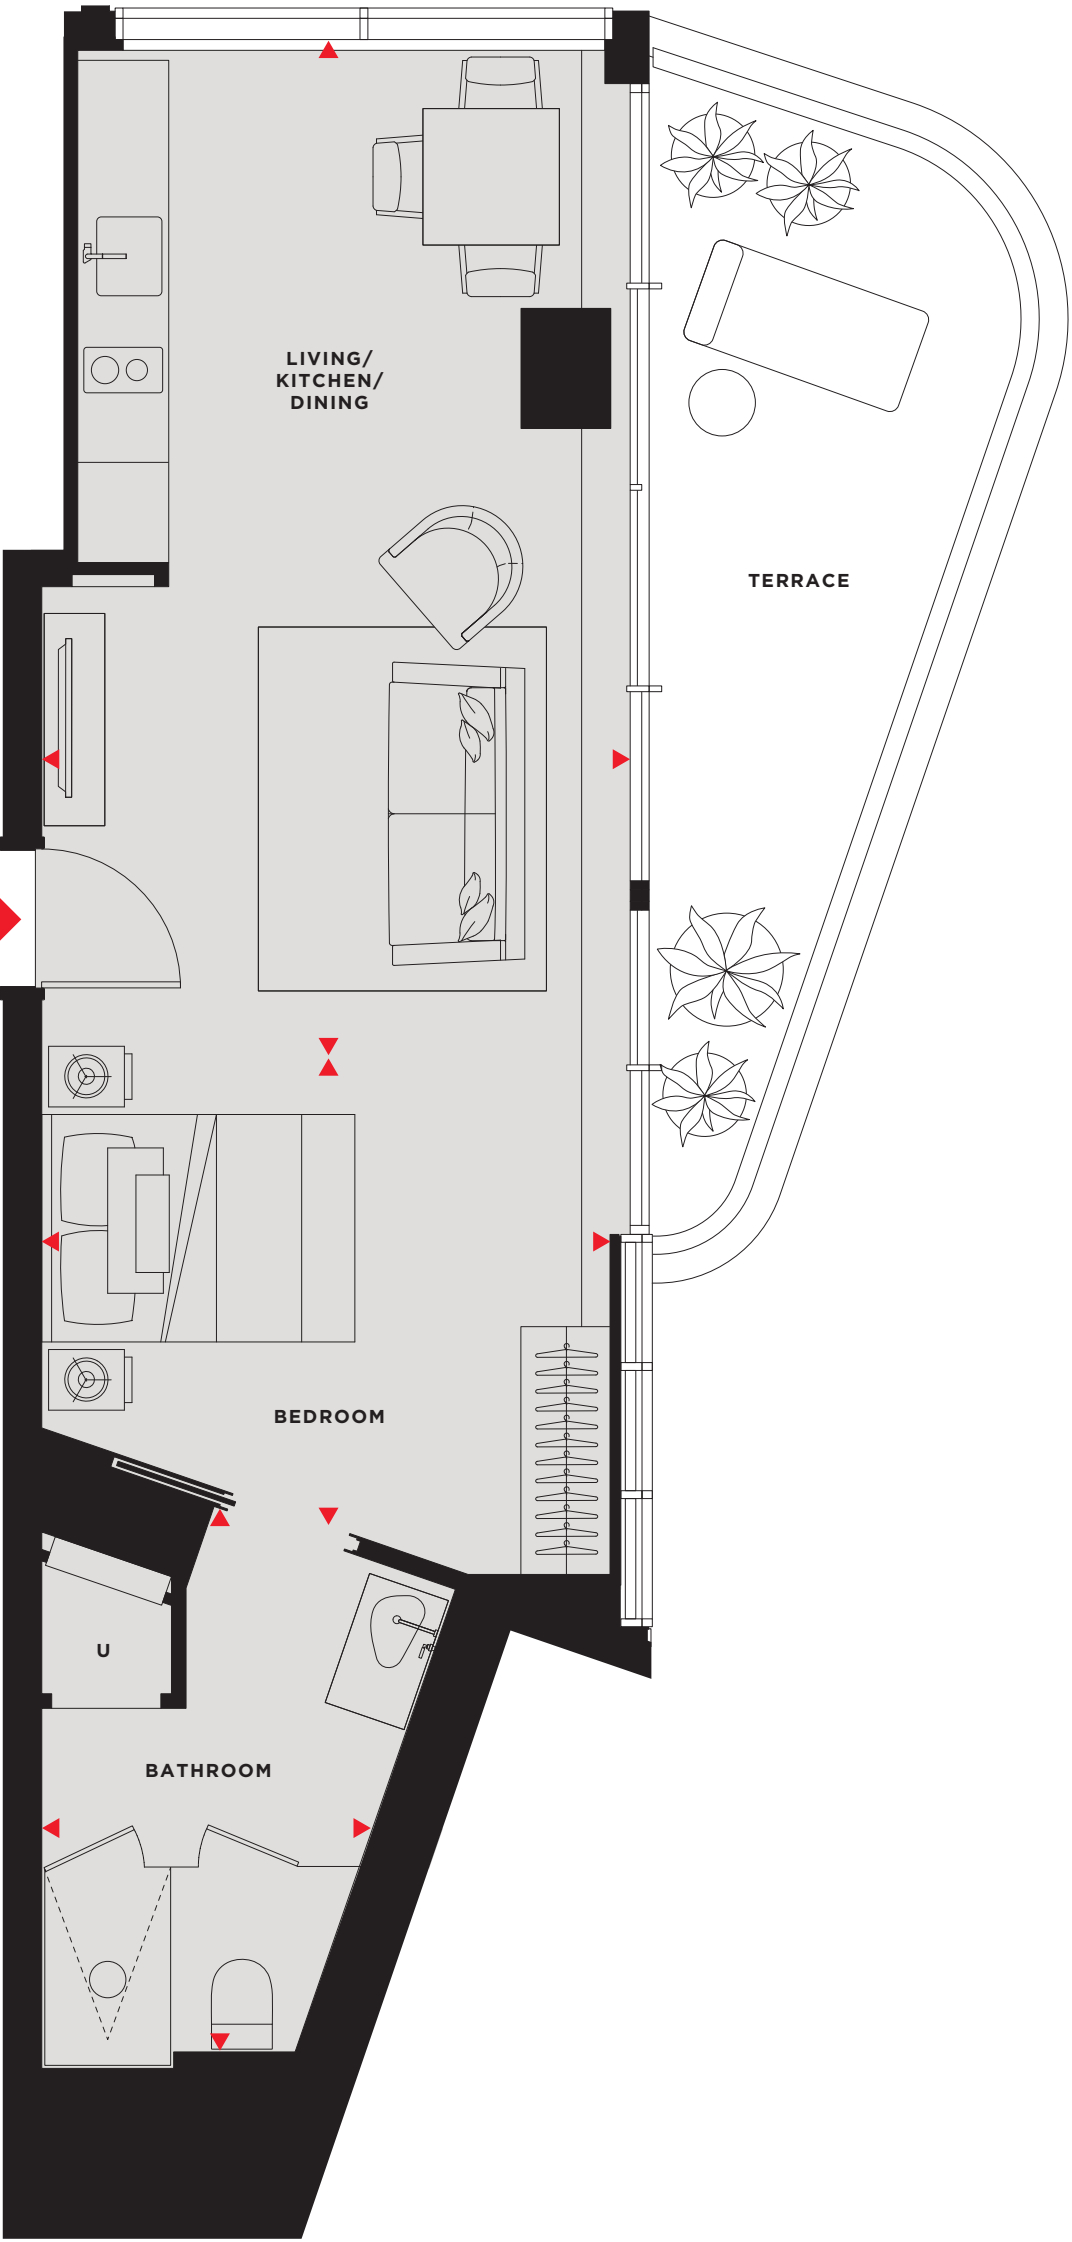 LIVING/
KITCHEN/
DINING
TERRACE
BEDROOM
U
BATHROOM